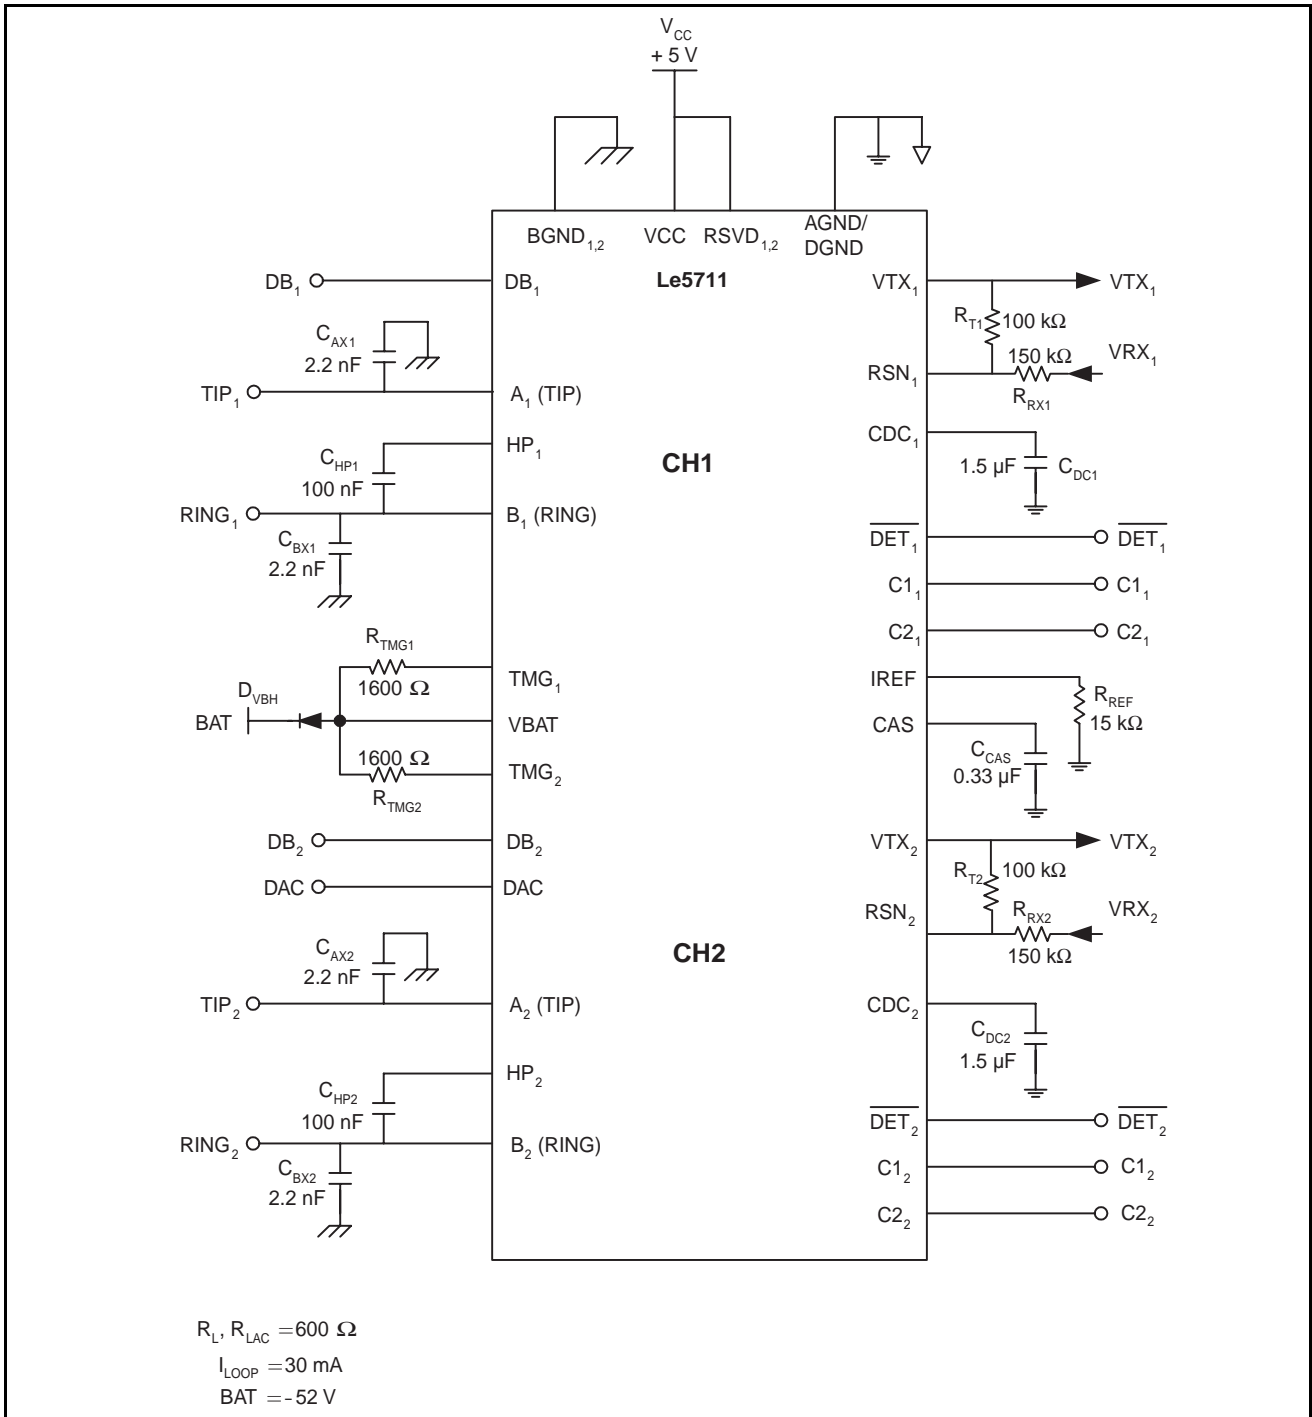 V_CC
+ 5 V
BGND_1,2
VCC
RSVD_1,2
AGND/
DGND
Le5711
DB_1
DB_1
VTX_1
VTX_1
R_T1
100 kΩ
C_AX1
2.2 nF
150 kΩ
VRX_1
RSN_1
R_RX1
TIP_1
A_1 (TIP)
CDC_1
HP_1
C_HP1
100 nF
CH1
1.5 µF
C_DC1
RING_1
B_1 (RING)
C_BX1
2.2 nF
DET_1
DET_1
C1_1
C1_1
C2_1
C2_1
R_TMG1
1600 Ω
TMG_1
IREF
R_REF
15 kΩ
D_VBH
BAT
VBAT
CAS
C_CAS
0.33 µF
1600 Ω
TMG_2
R_TMG2
DB_2
DB_2
VTX_2
VTX_2
R_T2
100 kΩ
DAC
DAC
RSN_2
R_RX2
VRX_2
150 kΩ
C_AX2
2.2 nF
CH2
TIP_2
A_2 (TIP)
CDC_2
C_DC2
1.5 µF
HP_2
C_HP2
100 nF
DET_2
DET_2
RING_2
B_2 (RING)
C_BX2
2.2 nF
C1_2
C1_2
C2_2
C2_2
R_L, R_LAC =600 Ω
I_LOOP =30 mA
BAT =-52 V